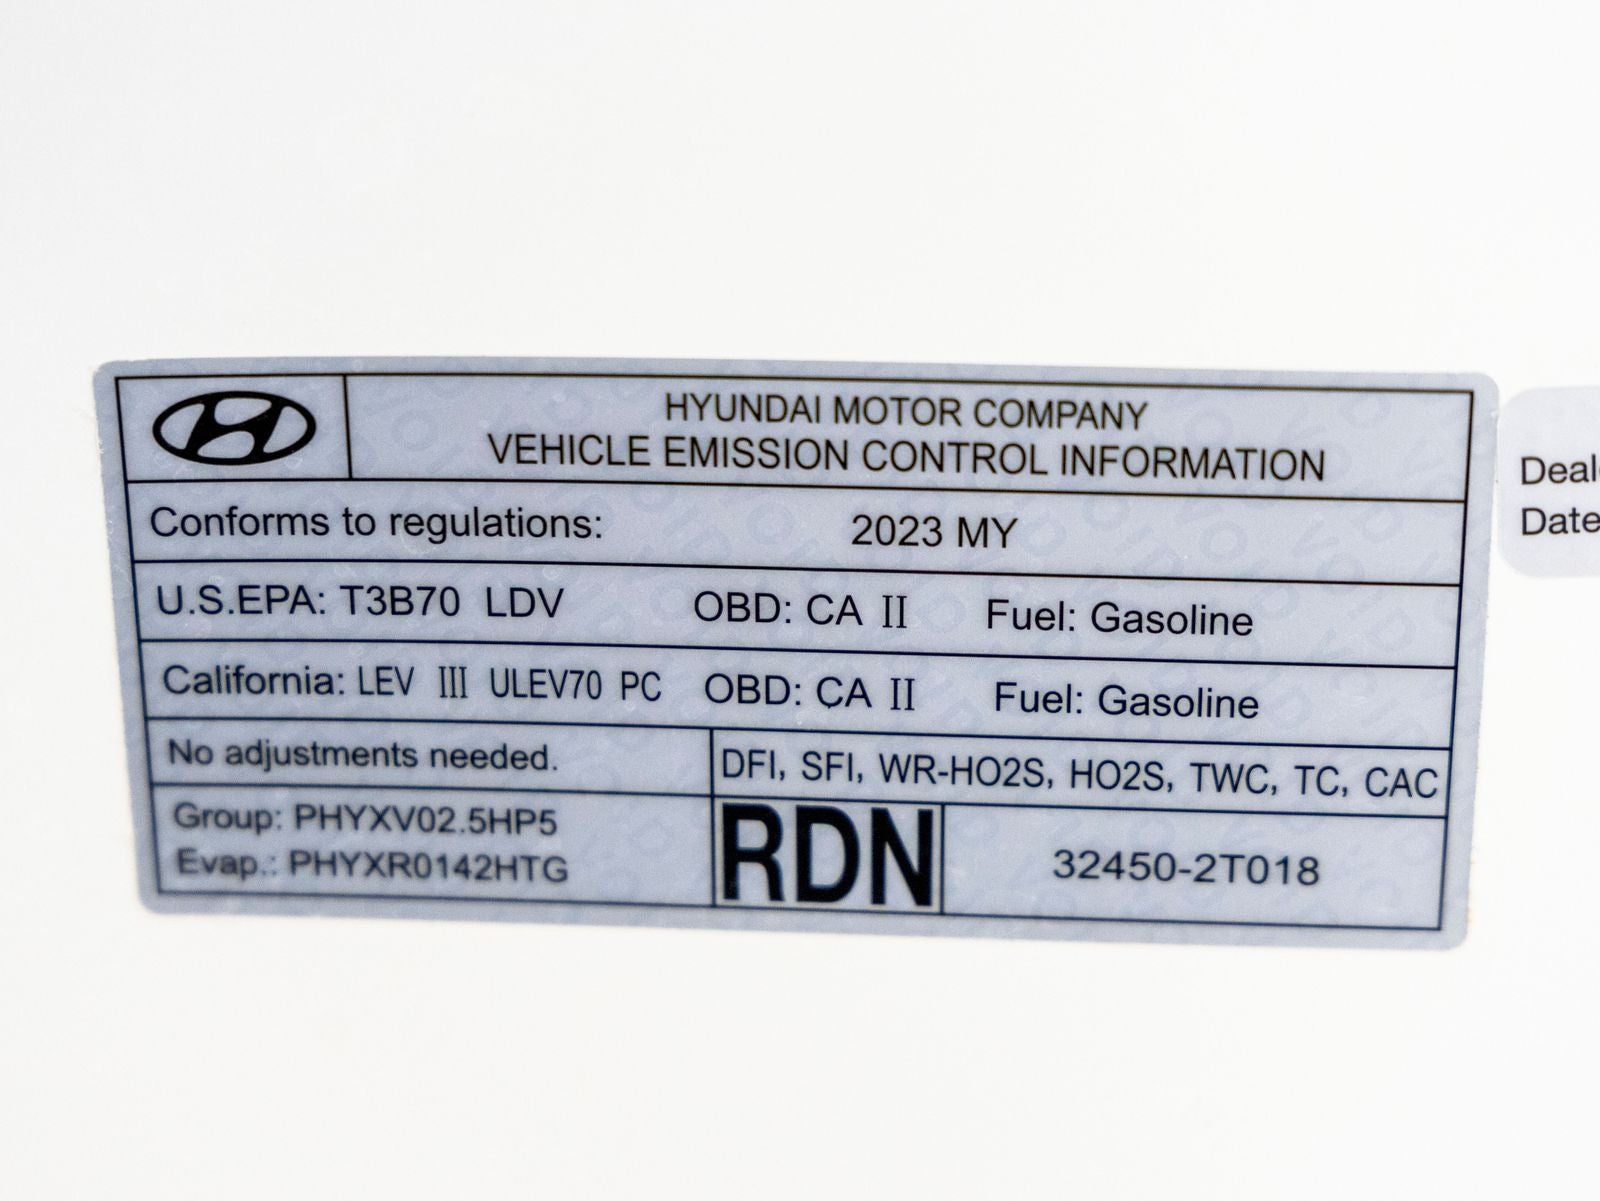 HYUNDAI MOTOR COMPANY
VEHICLE EMISSION CONTROL INFORMATION
Conforms to regulations: 2023 MY
U.S.EPA: T3B70 LDV OBD: CA II Fuel: Gasoline
California: LEV III ULEV70 PC OBD: CA II Fuel: Gasoline
No adjustments needed.
DFI, SFI, WR-HO2S, HO2S, TWC, TC, CAC
Group: PHYXV02.5HP5
Evap.: PHYXR0142HTG
RDN
32450-2T018
Date